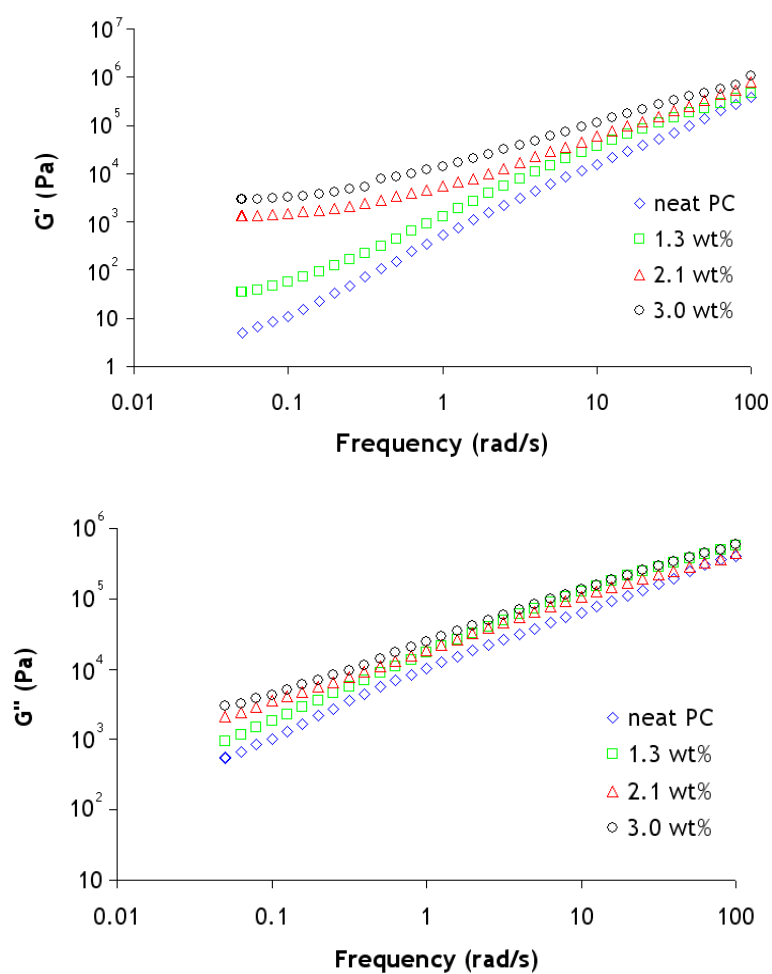 10⁷
10⁶
10⁵
10⁴
10³
10²
10
1
G' (Pa)
0.01 0.1 1 10 100
Frequency (rad/s)
neat PC
1.3 wt%
2.1 wt%
3.0 wt%
10⁶
10⁵
10⁴
10³
10²
10
G" (Pa)
0.01 0.1 1 10 100
Frequency (rad/s)
neat PC
1.3 wt%
2.1 wt%
3.0 wt%